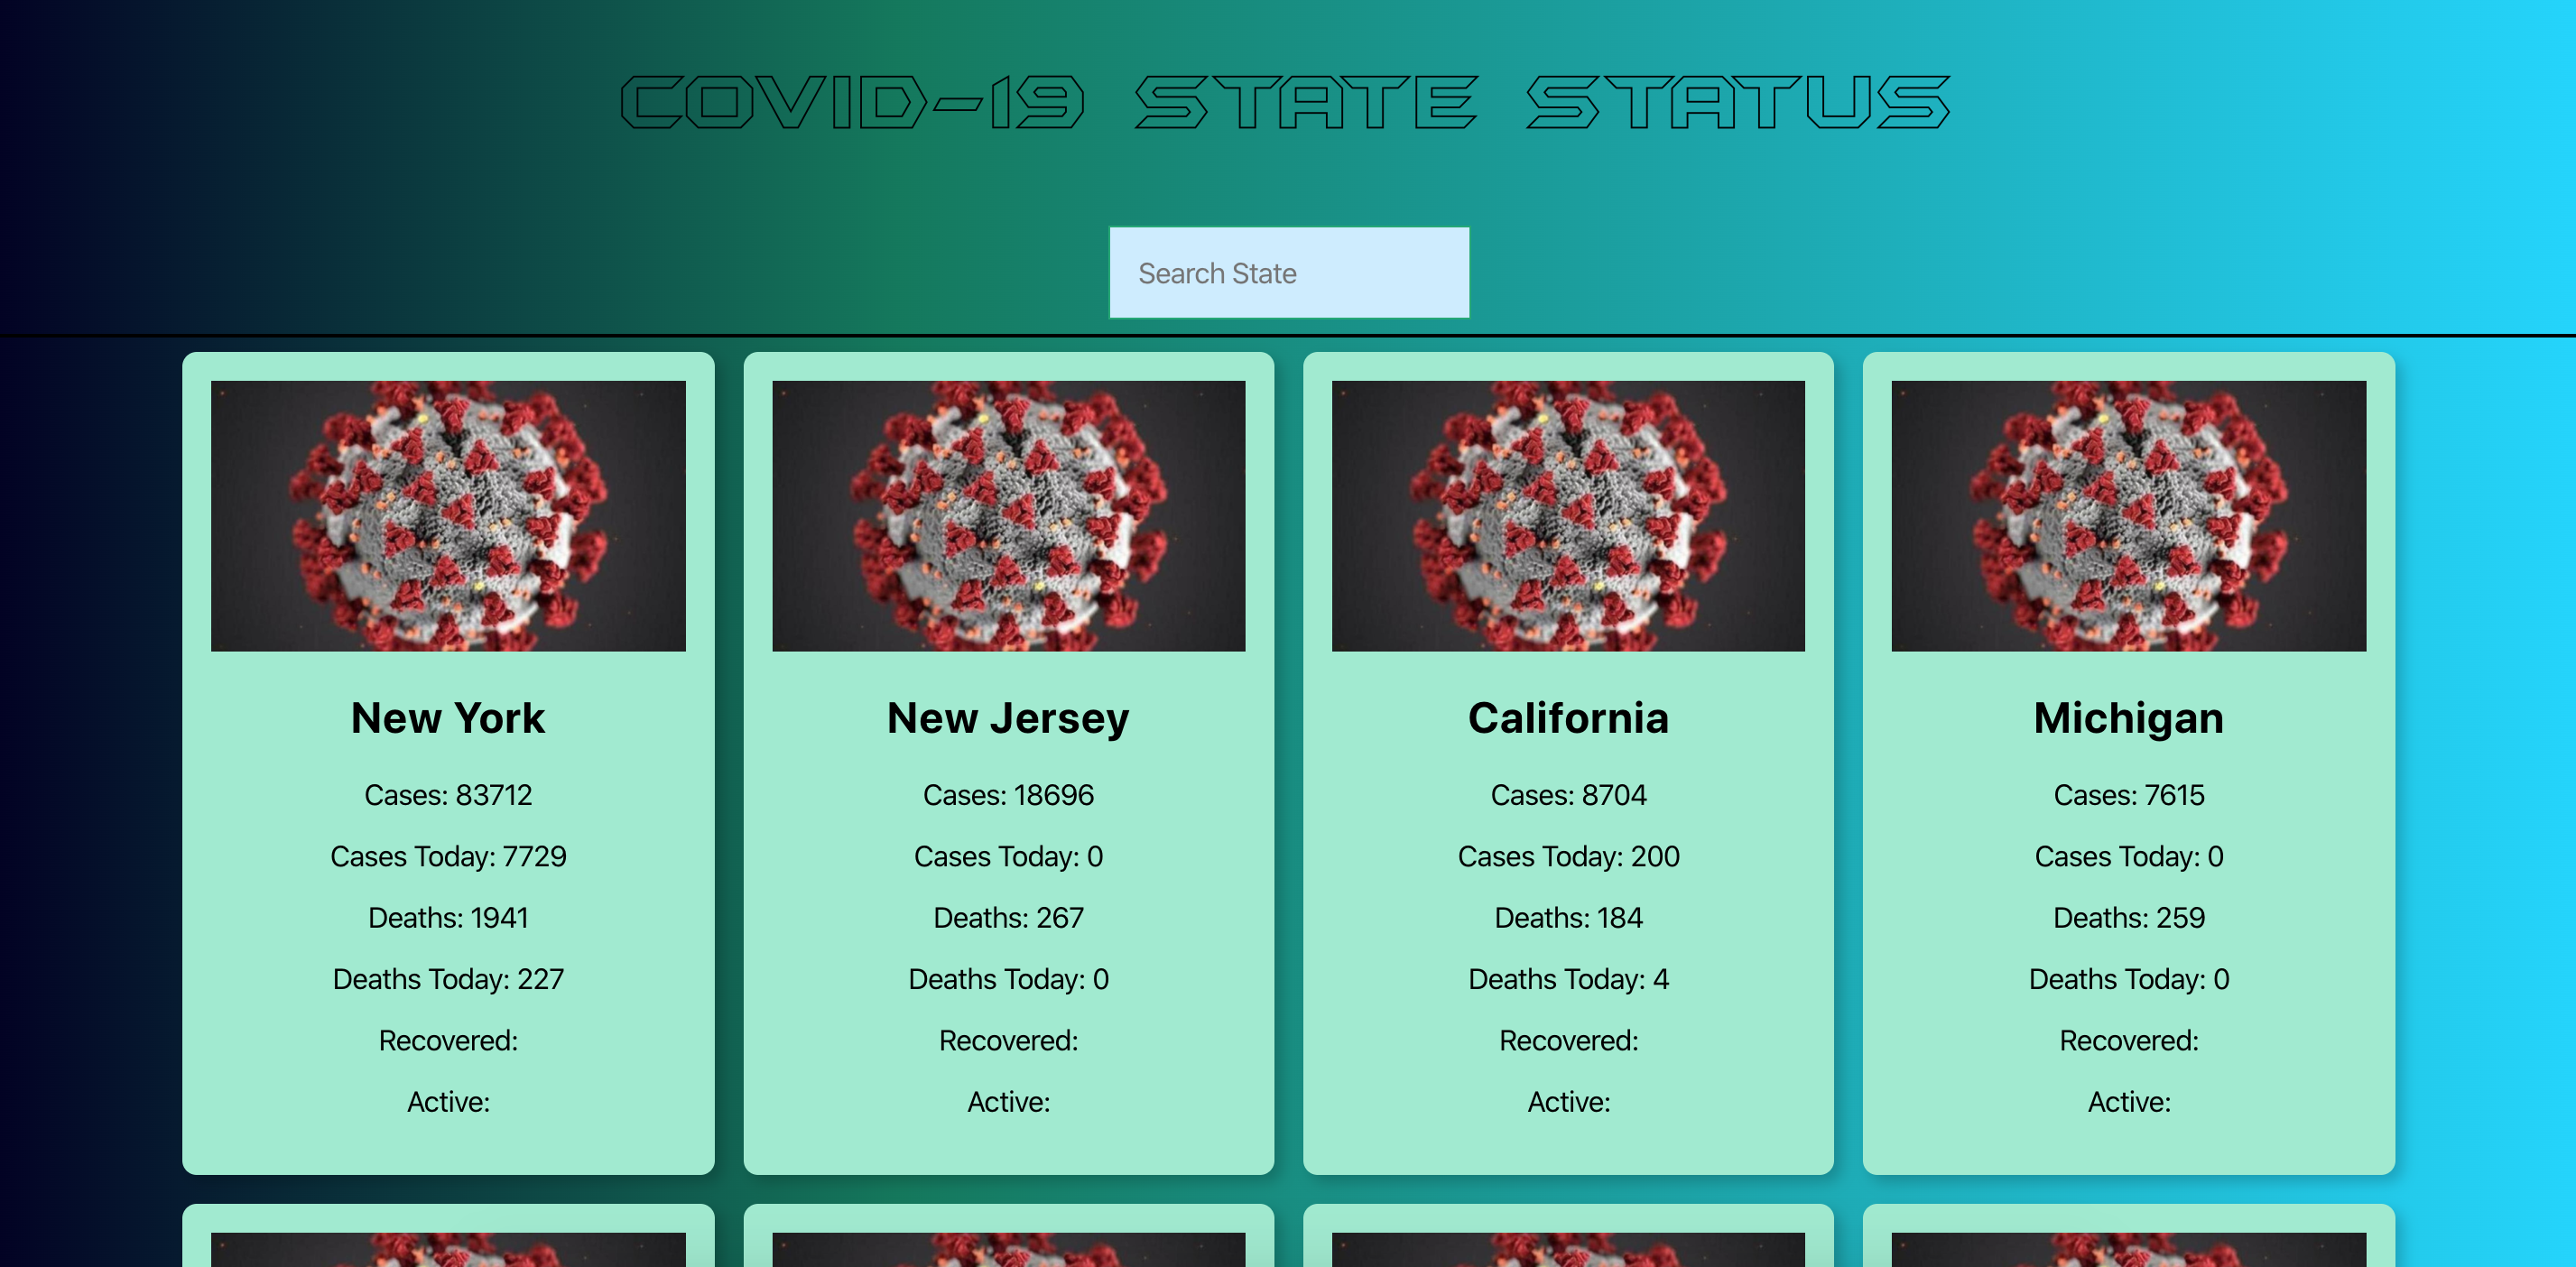 COVID-19 STATE STATUS
Search State
New York
Cases: 83712
Cases Today: 7729
Deaths: 1941
Deaths Today: 227
Recovered:
Active:
New Jersey
Cases: 18696
Cases Today: 0
Deaths: 267
Deaths Today: 0
Recovered:
Active:
California
Cases: 8704
Cases Today: 200
Deaths: 184
Deaths Today: 4
Recovered:
Active:
Michigan
Cases: 7615
Cases Today: 0
Deaths: 259
Deaths Today: 0
Recovered:
Active: